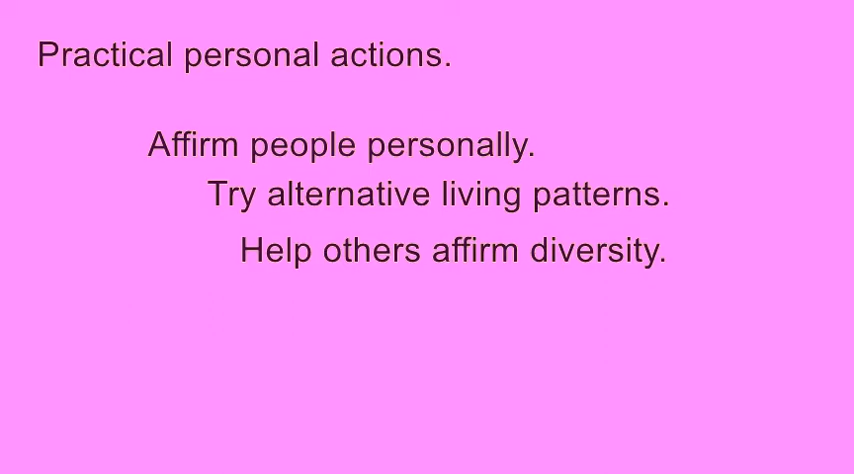 Practical personal actions.
Affirm people personally.
Try alternative living patterns.
Help others affirm diversity.